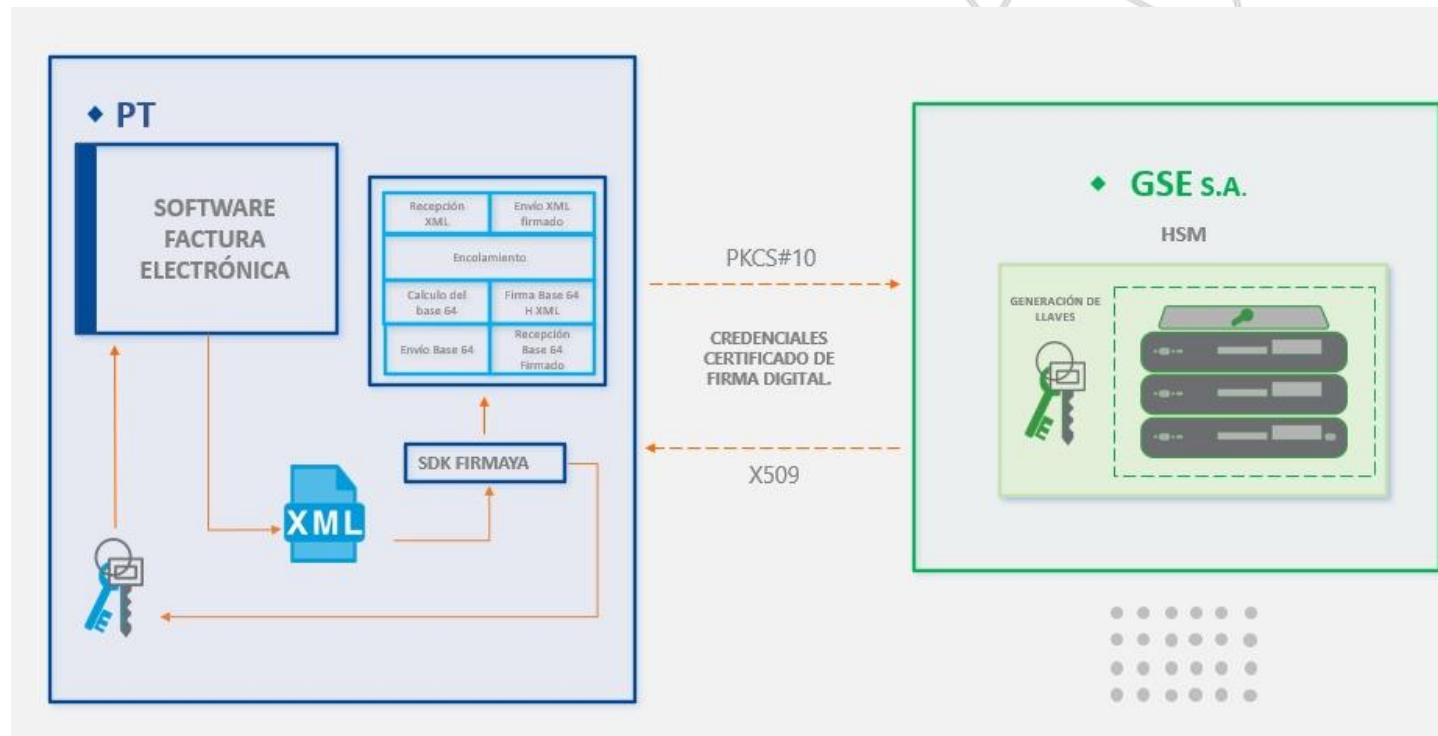 PT
SOFTWARE
FACTURA
ELECTRÓNICA
Recepción
XML
Envío XML
firmado
Encolamiento
Calculo del
base 64
Firma Base 64
H XML
Envío Base 64
Recepción
Base 64
Firmado
SDK FIRMAYA
XML
PKCS#10
CREDENCIALES
CERTIFICADO DE
FIRMA DIGITAL.
X509
GSE S.A.
HSM
GENERACIÓN DE
LLAVES